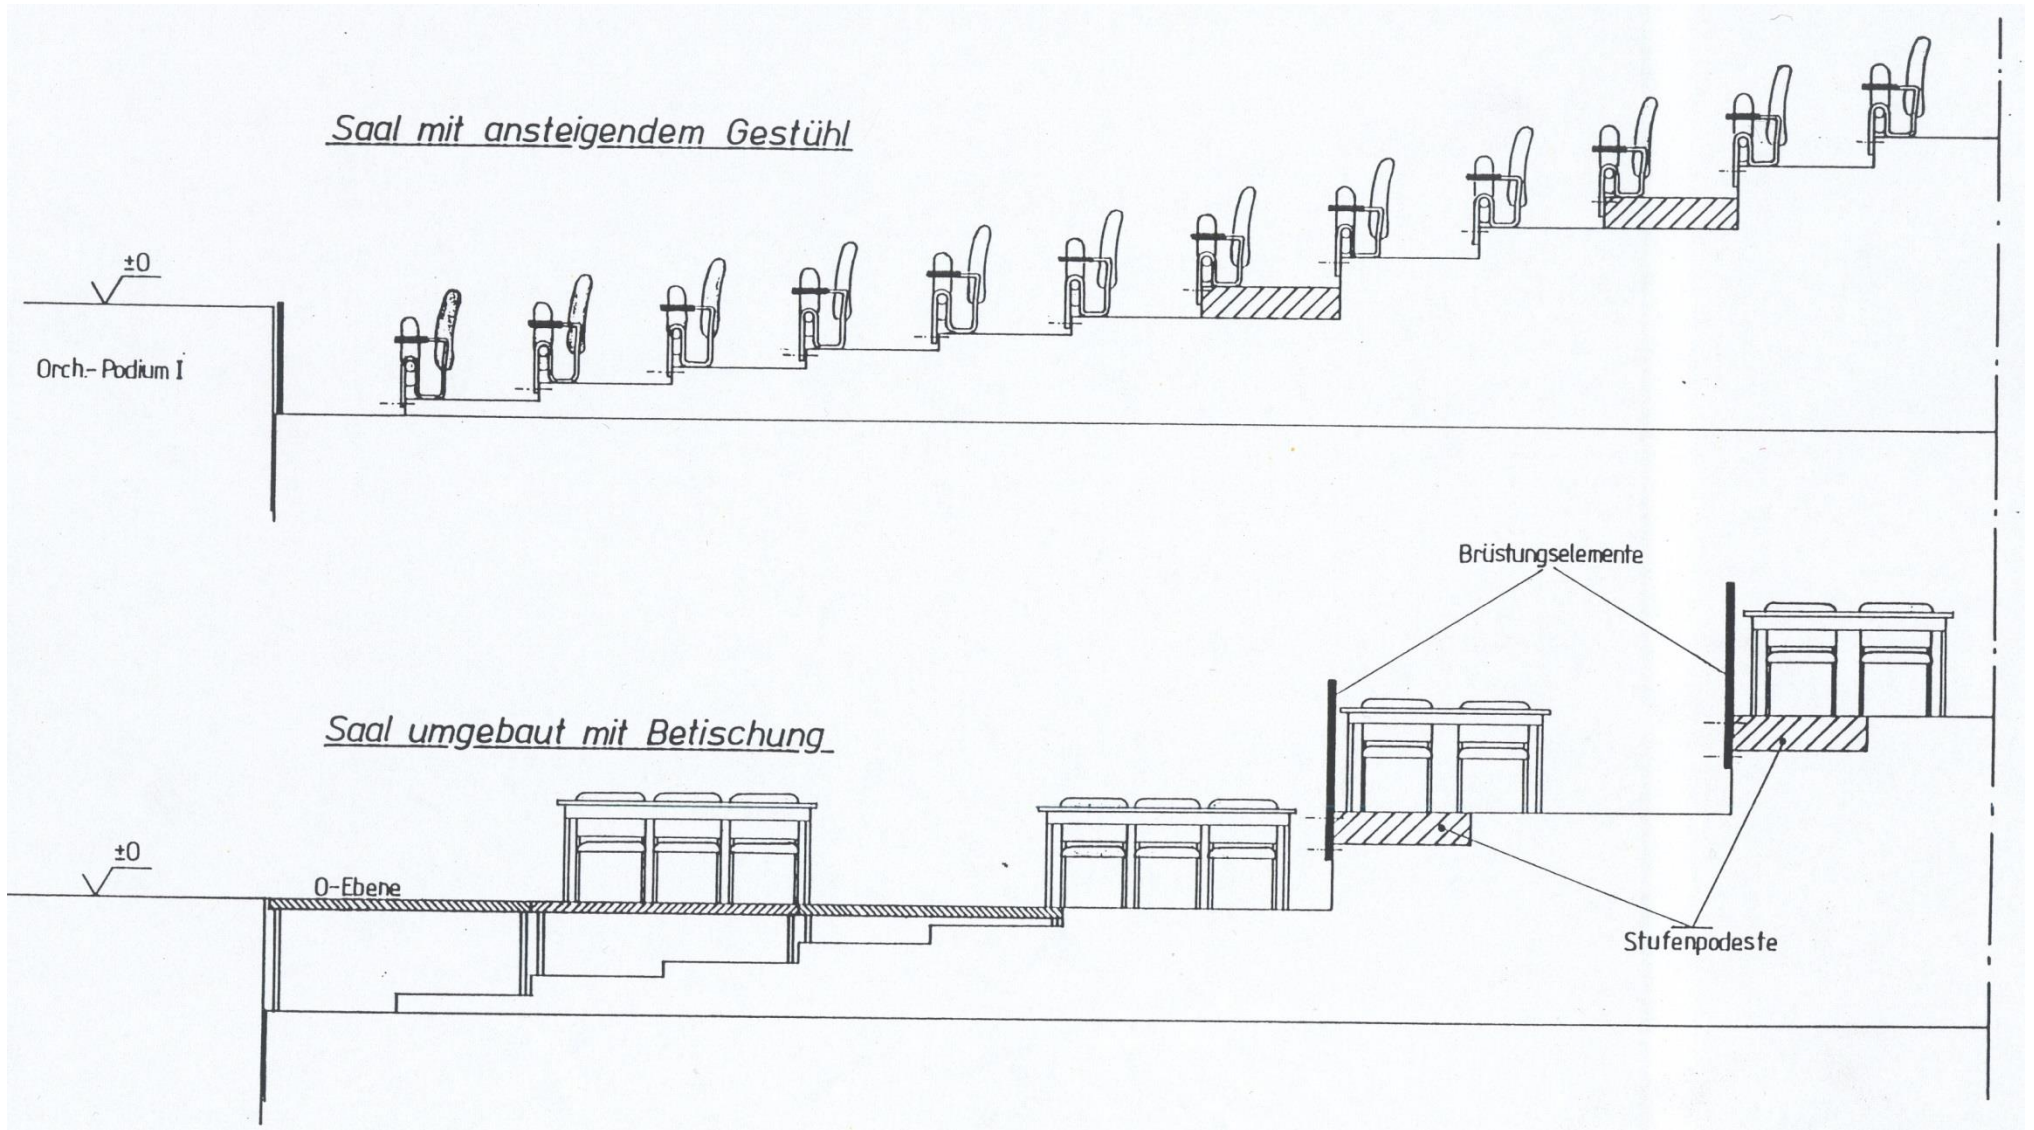 Saal mit ansteigendem Gestühl
±0
Orch.-Podium I
Brüstungselemente
Saal umgebaut mit Betischung
±0
0-Ebene
Stufenpodeste